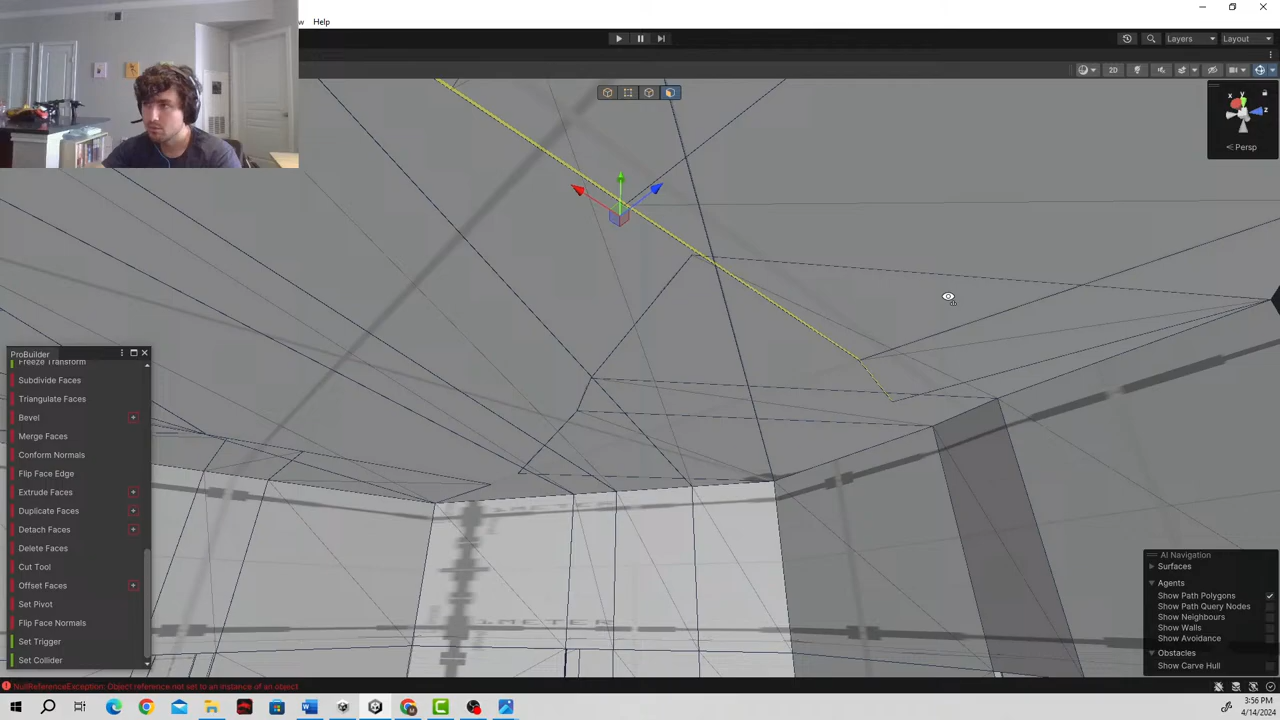 Help
Layers
Layout
2D
Persp
ProBuilder
Freeze Transform
Subdivide Faces
Triangulate Faces
Bevel
Merge Faces
Conform Normals
Flip Face Edge
Extrude Faces
Duplicate Faces
Detach Faces
Delete Faces
Cut Tool
Offset Faces
Set Pivot
Flip Face Normals
Set Trigger
Set Collider
AI Navigation
Surfaces
Agents
Show Path Polygons
Show Path Query Nodes
Show Neighbours
Show Walls
Show Avoidance
Obstacles
Show Carve Hull
NullReferenceException: Object reference not set to an instance of an object
3:56 PM
4/14/2024